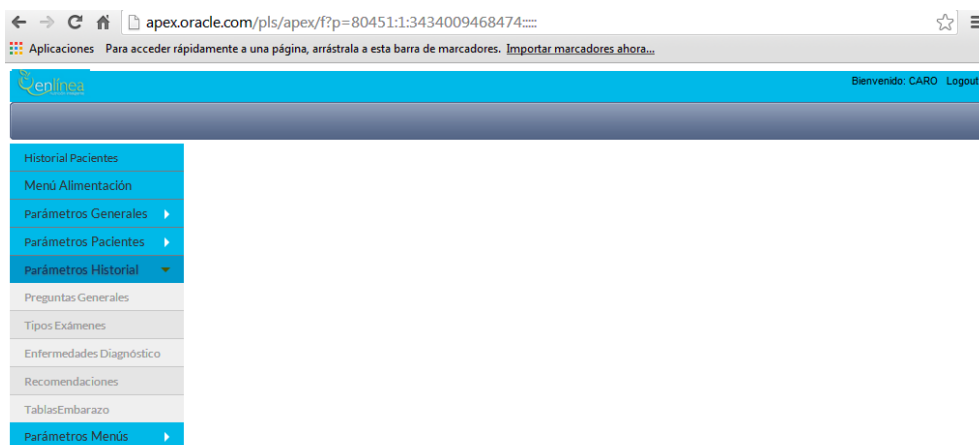 apex.oracle.com/pls/apex/f?p=80451:1:3434009468474:::::
Aplicaciones Para acceder rápidamente a una página, arrástrala a esta barra de marcadores. Importar marcadores ahora...
enlínea
Bienvenido: CARO Logout
Historial Pacientes
Menú Alimentación
Parámetros Generales
Parámetros Pacientes
Parámetros Historial
Preguntas Generales
Tipos Exámenes
Enfermedades Diagnóstico
Recomendaciones
TablasEmbarazo
Parámetros Menús